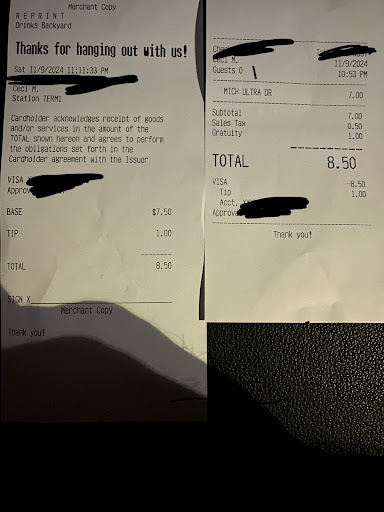 Merchant Copy
REPRINT
Drinks Backyard
Thanks for hanging out with us!
Sat 11/9/2024 11:11:33 PM
Ceci M.
Station TERM1
Cardholder acknowledges receipt of goods
and/or services in the amount of the
TOTAL shown hereon and agrees to perform
the obligations set forth in the
Cardholder agreement with the Issuer
VISA
Approv
BASE $7.50
TIP 1.00
TOTAL 8.50
SIGN X
Merchant Copy
Thank you!
Che
Ceci M. 11/9/2024
Guests 0 10:53 PM
MICH ULTRA DR 7.00
Subtotal 7.00
Sales Tax 0.50
Gratuity 1.00
TOTAL 8.50
VISA -8.50
Tip 1.00
Acct.
Approva
Thank you!